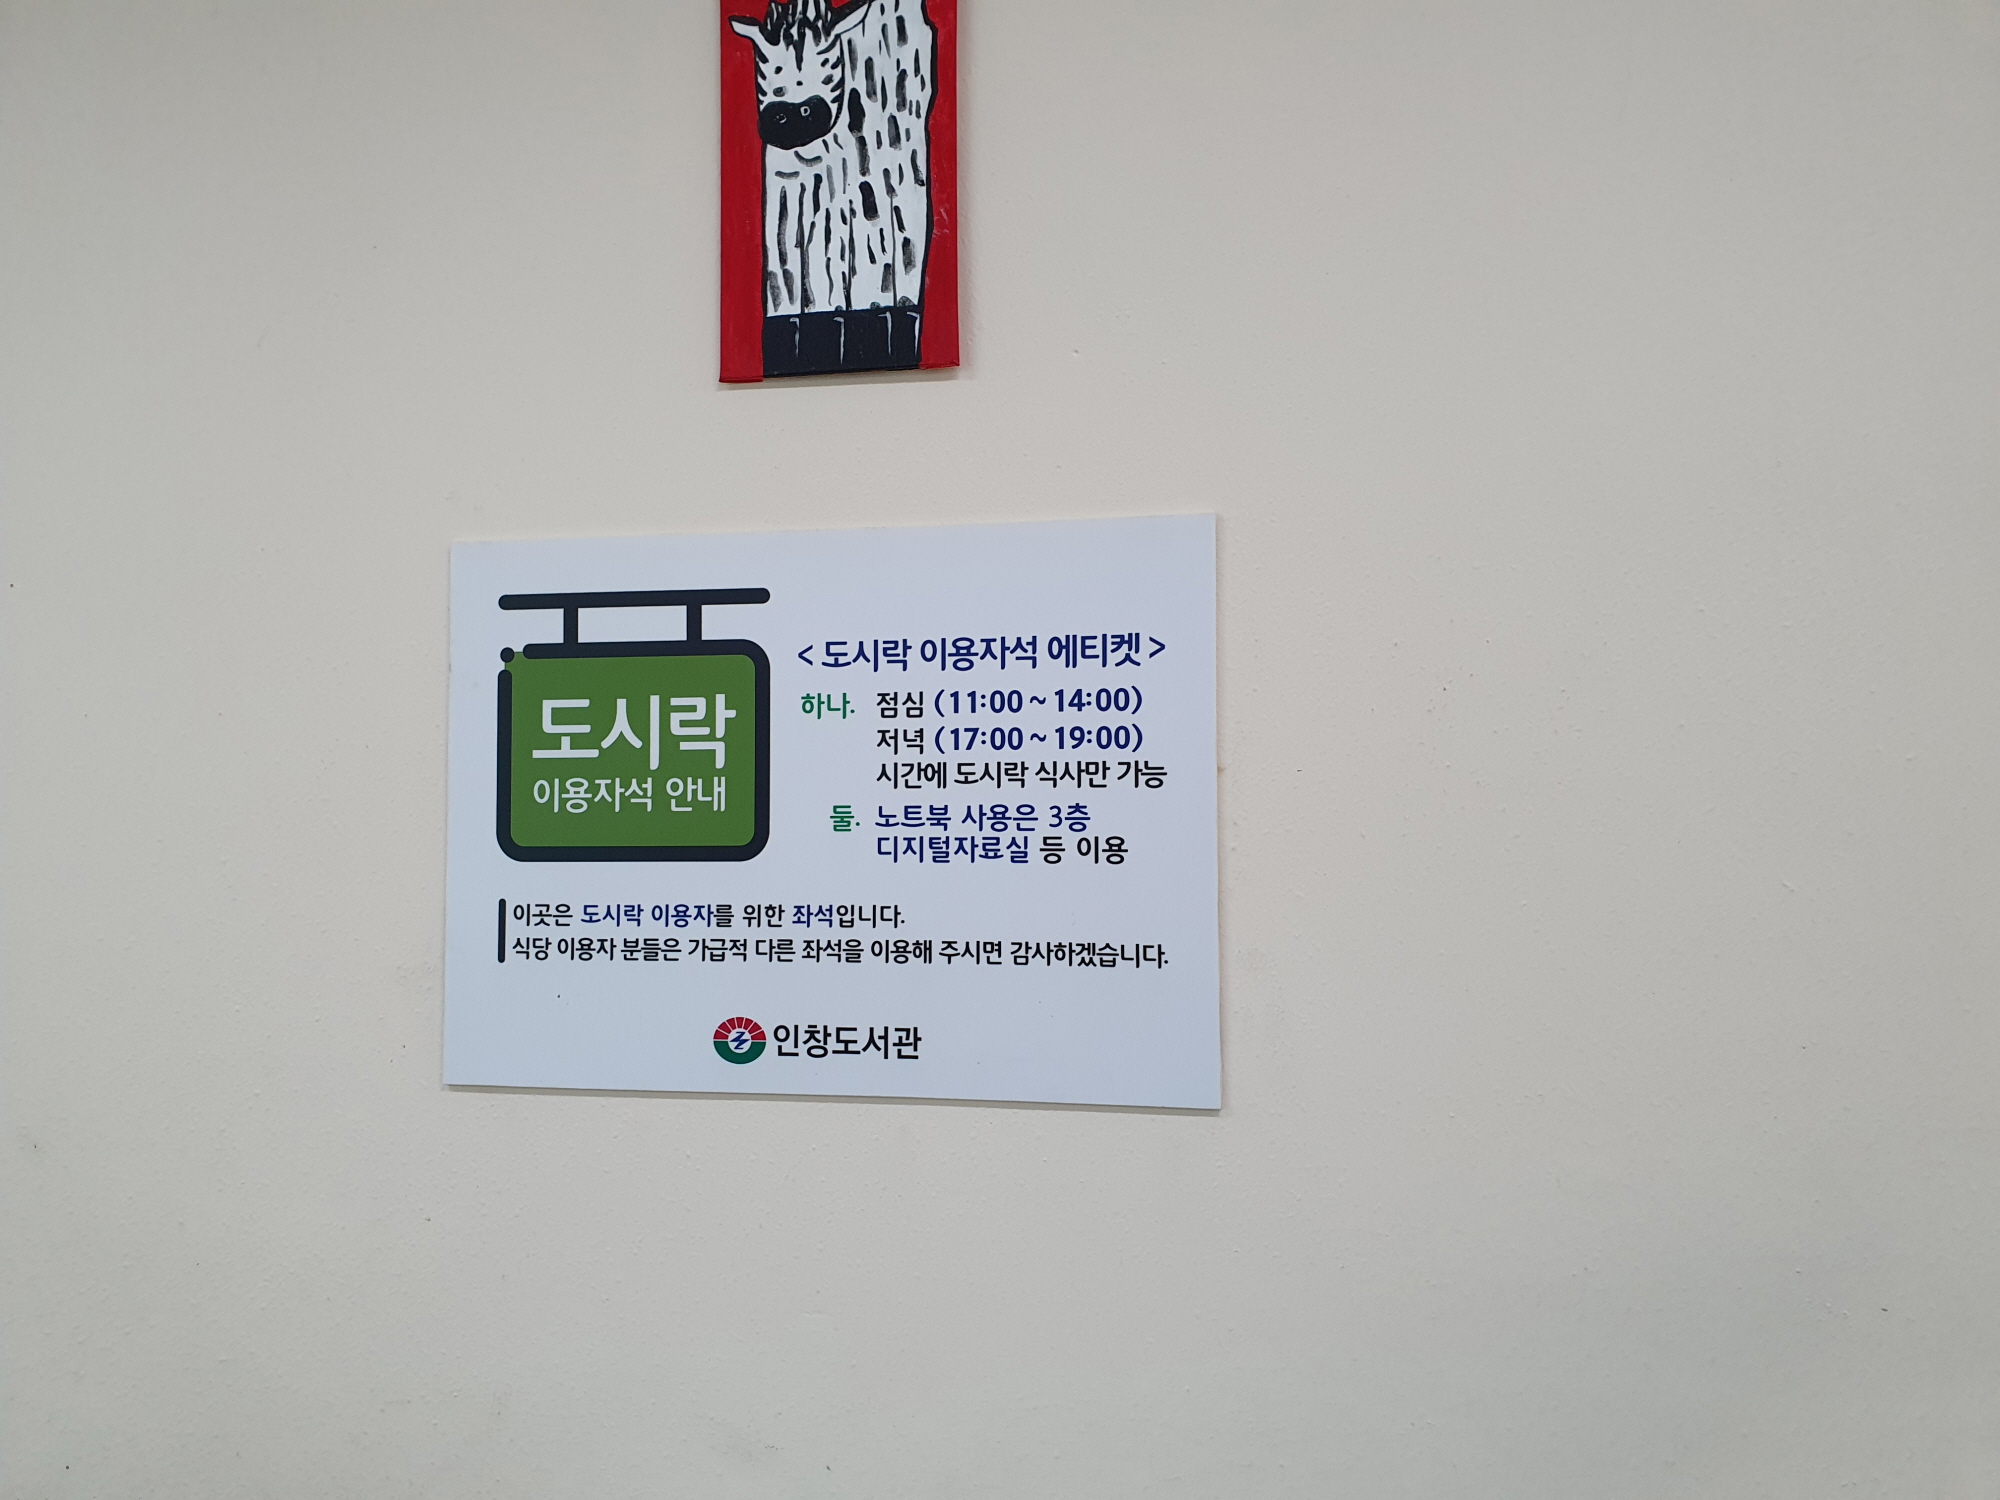 도시락
이용자석 안내
< 도시락 이용자석 에티켓 >
하나. 점심 (11:00 ~ 14:00)
저녁 (17:00 ~ 19:00)
시간에 도시락 식사만 가능
둘. 노트북 사용은 3층
디지털자료실 등 이용
이곳은 도시락 이용자를 위한 좌석입니다.
식당 이용자 분들은 가급적 다른 좌석을 이용해 주시면 감사하겠습니다.
인창도서관